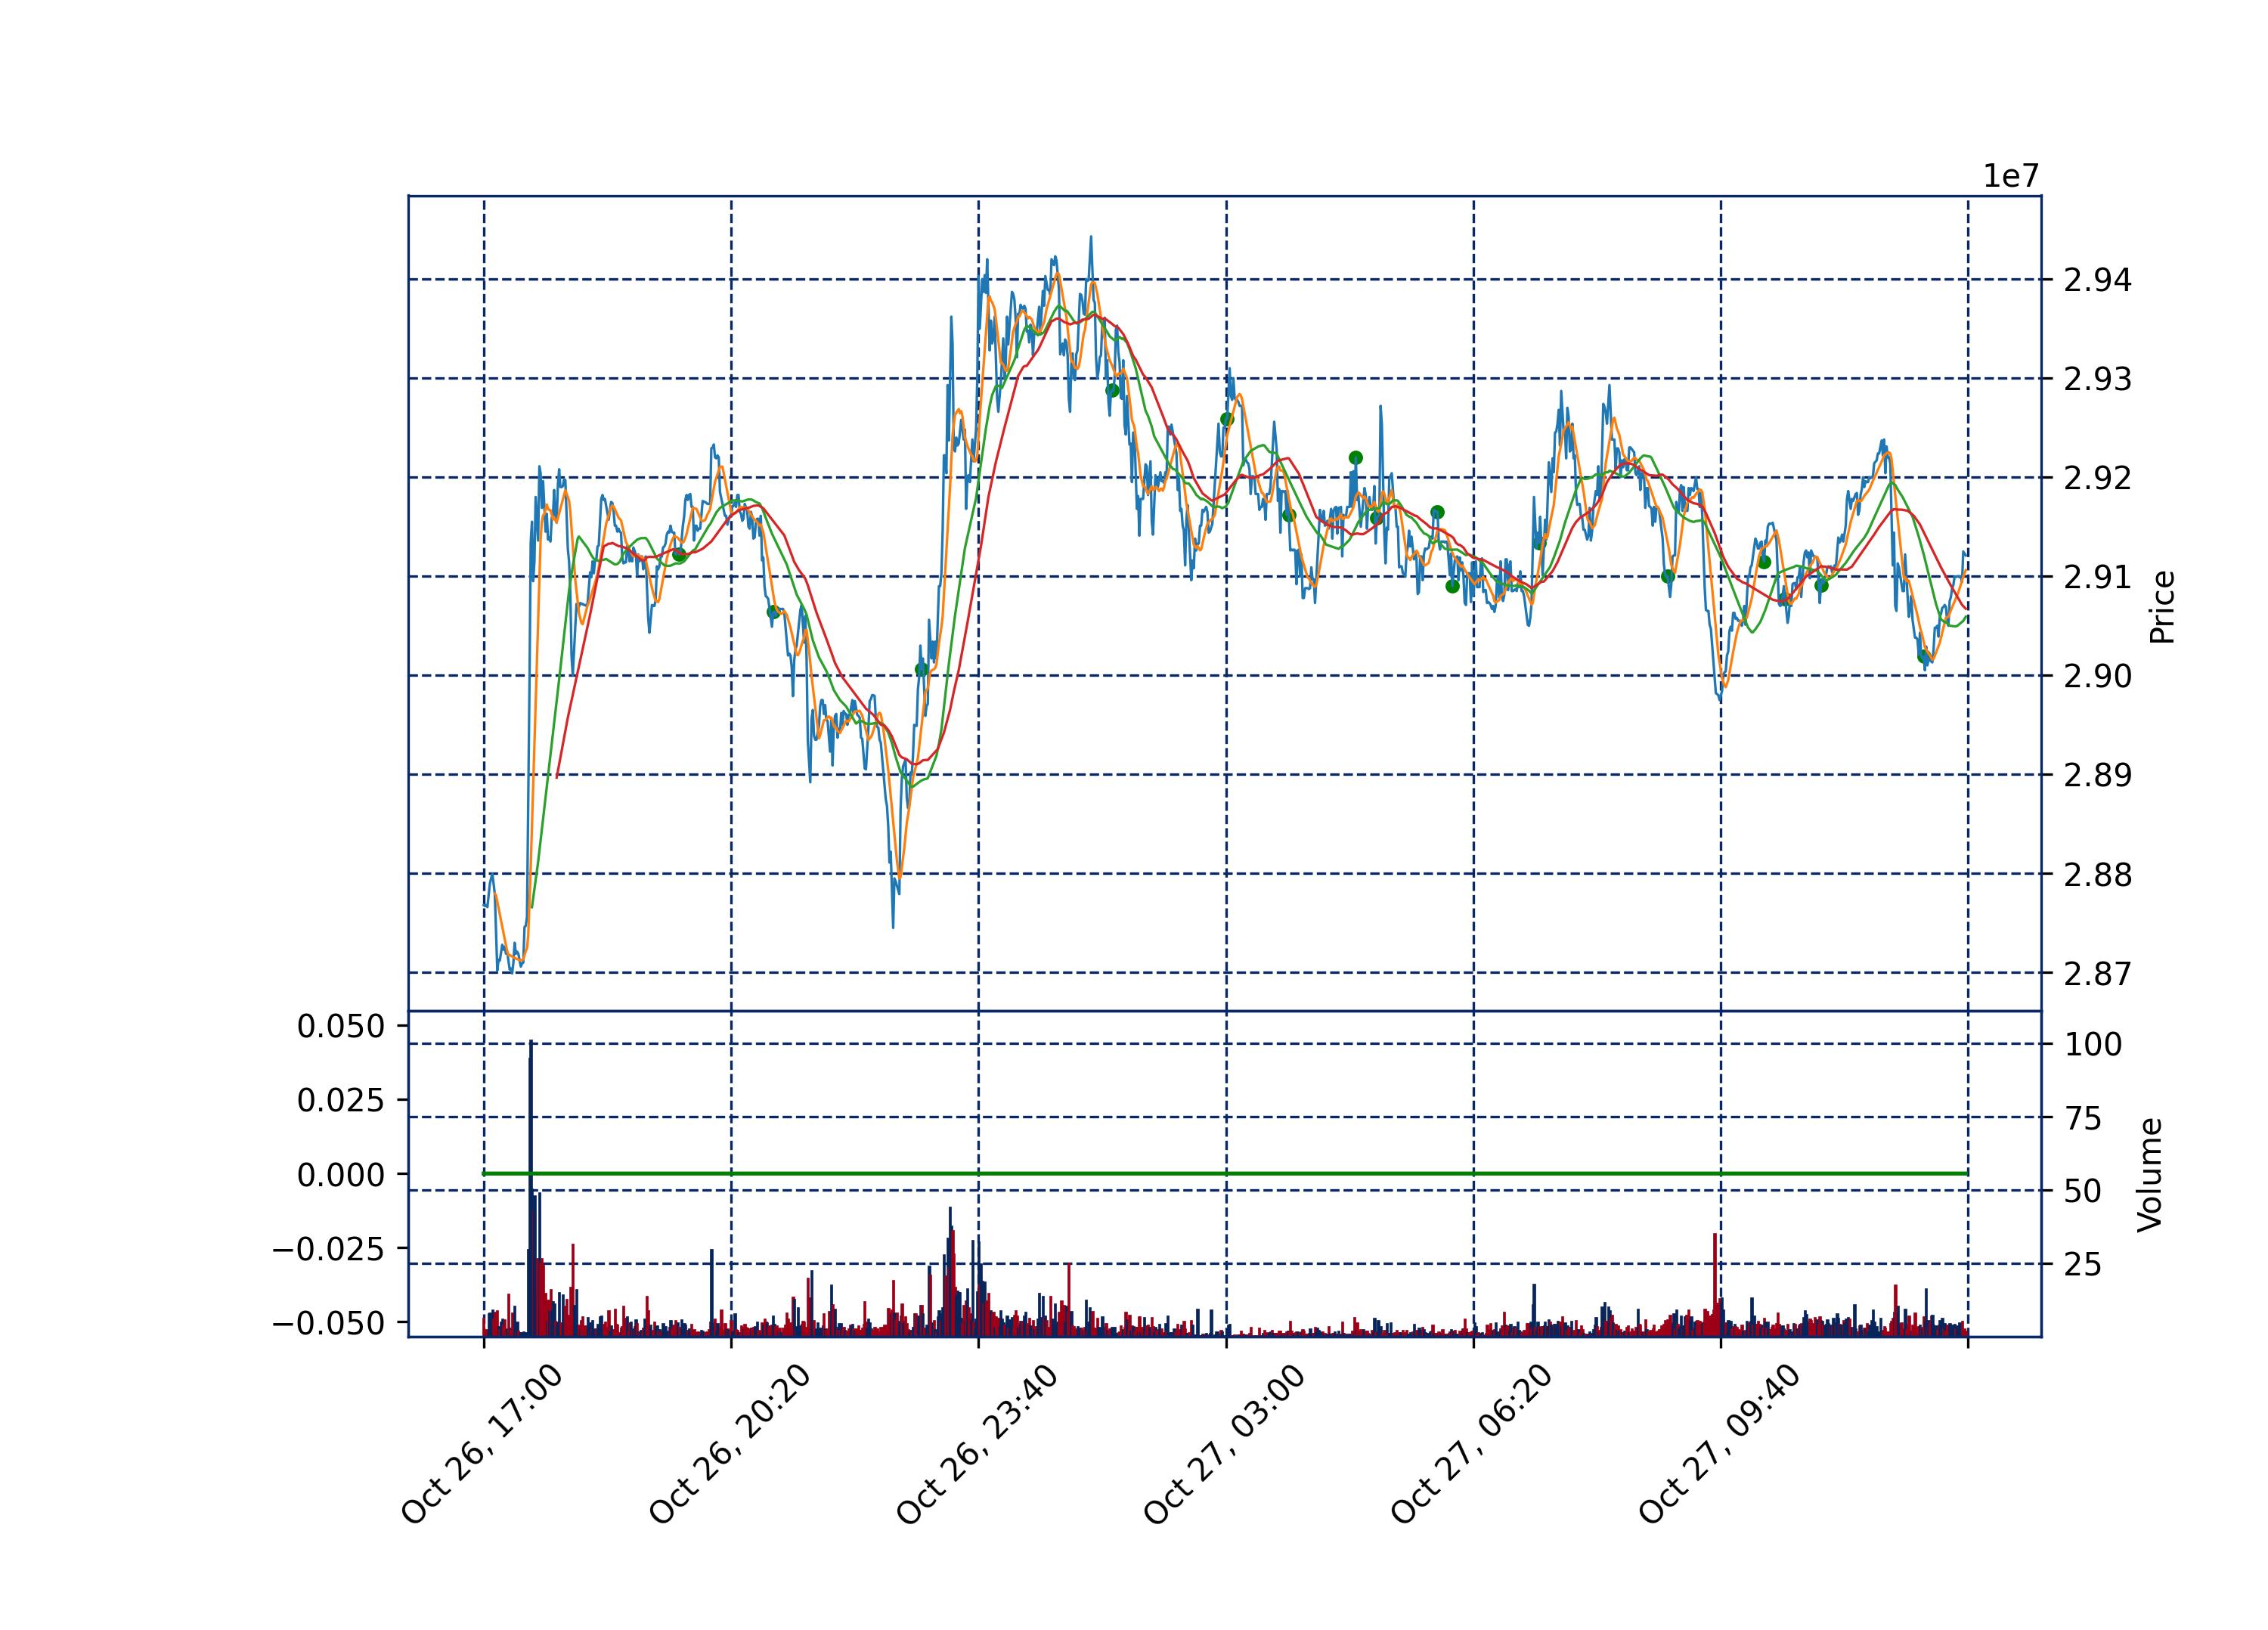 1e7
2.94
2.93
2.92
2.91
2.90
2.89
2.88
2.87
Price
0.050
0.025
0.000
−0.025
−0.050
100
75
50
25
Volume
Oct 26, 17:00
Oct 26, 20:20
Oct 26, 23:40
Oct 27, 03:00
Oct 27, 06:20
Oct 27, 09:40